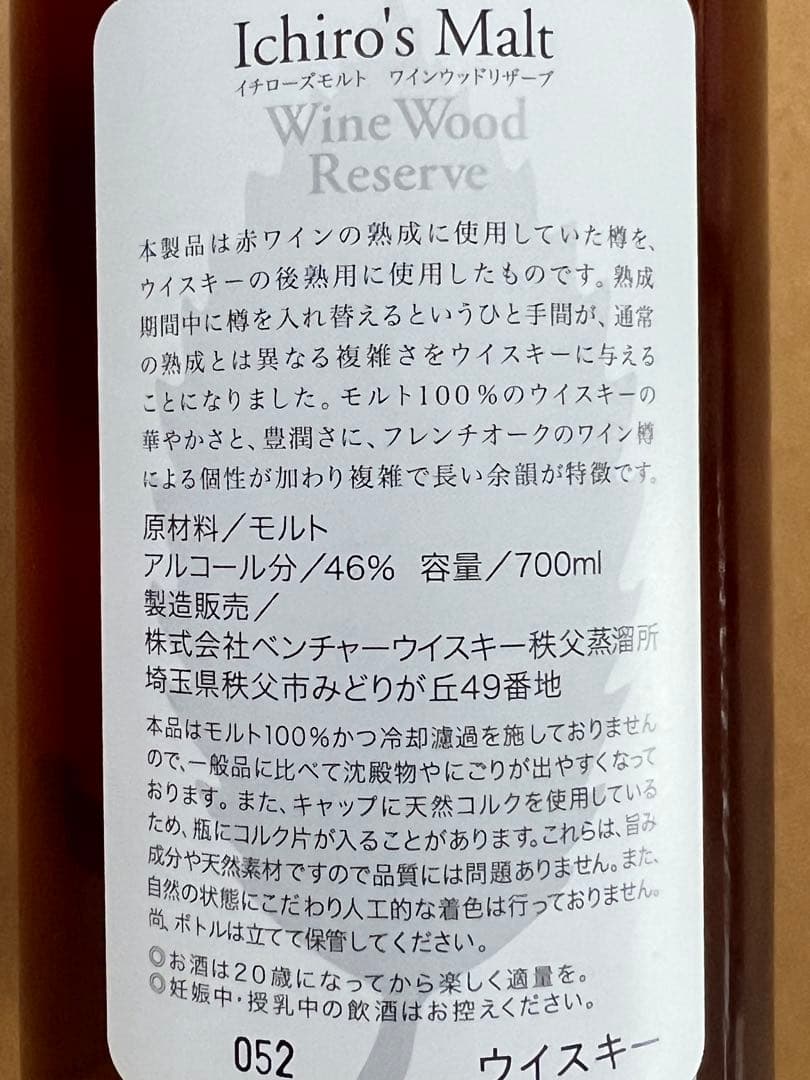 Ichiro's Malt
イチローズモルト　ワインウッドリザーブ
Wine Wood
Reserve
本製品は赤ワインの熟成に使用していた樽を、
ウイスキーの後熟用に使用したものです。熟成
期間中に樽を入れ替えるというひと手間が、通常
の熟成とは異なる複雑さをウイスキーに与える
ことになりました。モルト100%のウイスキーの
華やかさと、豊潤さに、フレンチオークのワイン樽
による個性が加わり複雑で長い余韻が特徴です。
原材料／モルト
アルコール分／46%　容量／700ml
製造販売／
株式会社ベンチャーウイスキー秩父蒸溜所
埼玉県秩父市みどりが丘49番地
本品はモルト100%かつ冷却濾過を施しておりません
ので、一般品に比べて沈殿物やにごりが出やすくなって
おります。また、キャップに天然コルクを使用している
ため、瓶にコルク片が入ることがあります。これらは、旨み
成分や天然素材ですので品質には問題ありません。また、
自然の状態にこだわり人工的な着色は行っておりません。
尚、ボトルは立てて保管してください。
◎お酒は20歳になってから楽しく適量を。
◎妊娠中・授乳中の飲酒はお控えください。
052　ウイスキー